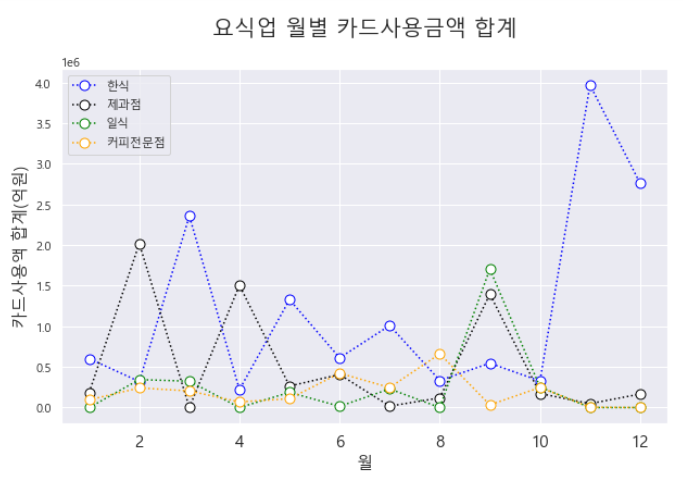 요식업 월별 카드사용금액 합계
1e6
한식
제과점
일식
커피전문점
4.0
3.5
3.0
2.5
2.0
1.5
1.0
0.5
0.0
카드사용액 합계(억원)
2 4 6 8 10 12
월